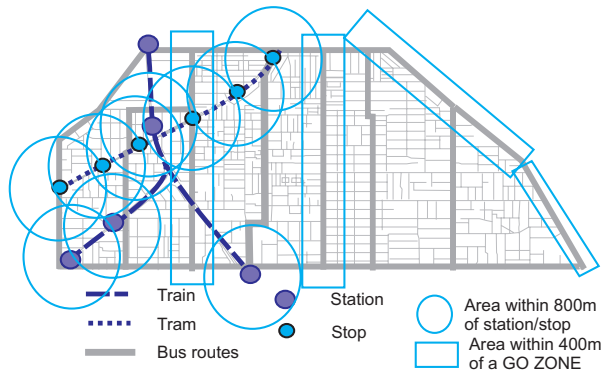 Train
Tram
Bus routes
Station
Stop
Area within 800m
of station/stop
Area within 400m
of a GO ZONE